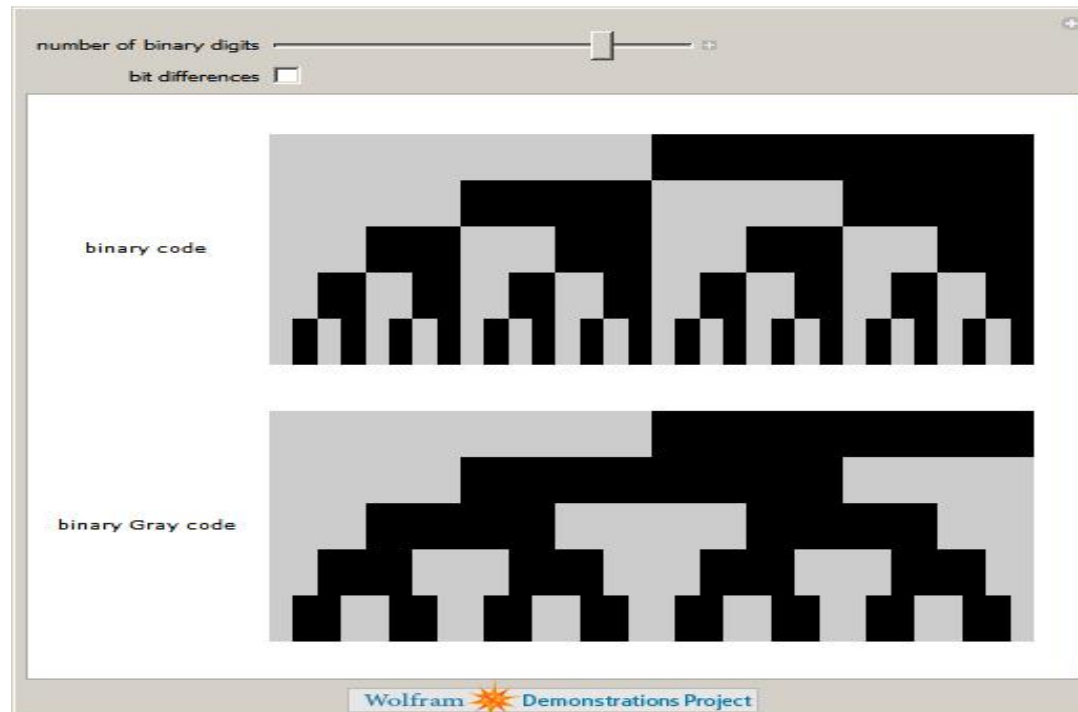 number of binary digits
bit differences
binary code
binary Gray code
Wolfram Demonstrations Project